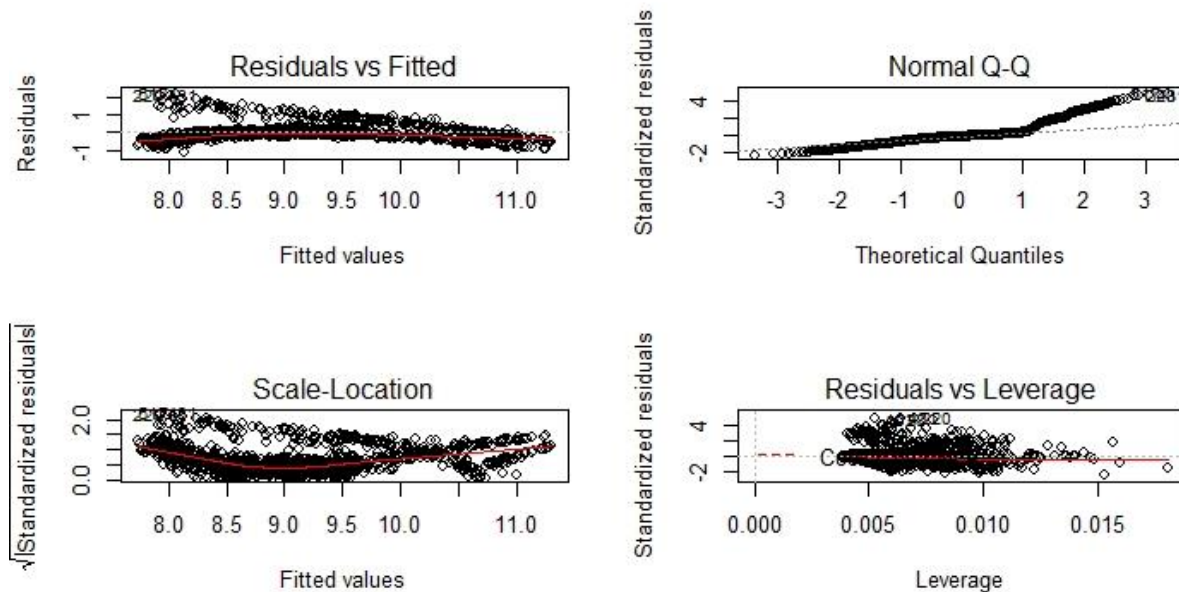 Residuals vs Fitted
Residuals
1
-1
8.0 8.5 9.0 9.5 10.0 11.0
Fitted values
Normal Q-Q
Standardized residuals
4
-2
-3 -2 -1 0 1 2 3
Theoretical Quantiles
Scale-Location
√|Standardized residuals|
2.0
0.0
8.0 8.5 9.0 9.5 10.0 11.0
Fitted values
Residuals vs Leverage
Standardized residuals
4
-2
0.000 0.005 0.010 0.015
Leverage